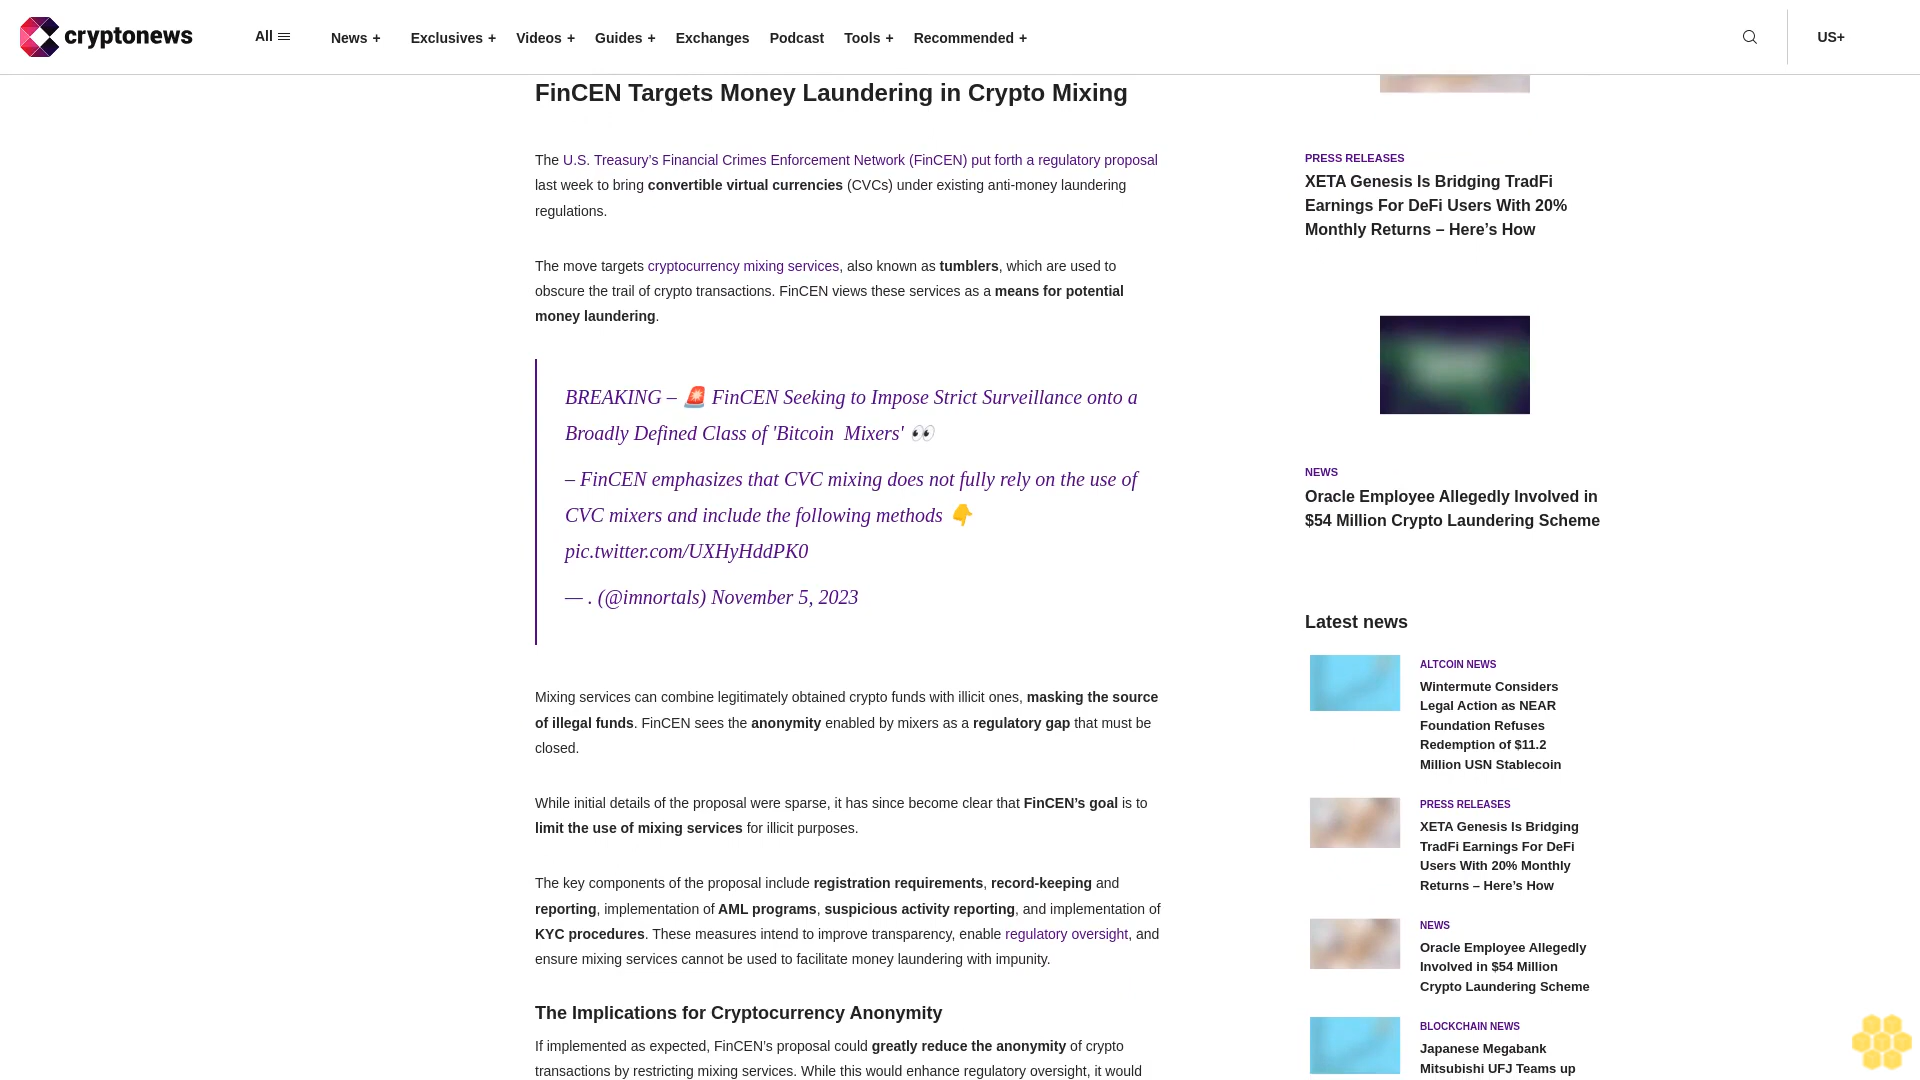 cryptonews
All
News +
Exclusives +
Videos +
Guides +
Exchanges
Podcast
Tools +
Recommended +
US+
FinCEN Targets Money Laundering in Crypto Mixing
The U.S. Treasury’s Financial Crimes Enforcement Network (FinCEN) put forth a regulatory proposal
last week to bring convertible virtual currencies (CVCs) under existing anti-money laundering
regulations.
The move targets cryptocurrency mixing services, also known as tumblers, which are used to
obscure the trail of crypto transactions. FinCEN views these services as a means for potential
money laundering.
BREAKING – 🚨 FinCEN Seeking to Impose Strict Surveillance onto a
Broadly Defined Class of 'Bitcoin  Mixers' 👀
– FinCEN emphasizes that CVC mixing does not fully rely on the use of
CVC mixers and include the following methods 👇
pic.twitter.com/UXHyHddPK0
— . (@imnortals) November 5, 2023
Mixing services can combine legitimately obtained crypto funds with illicit ones, masking the source
of illegal funds. FinCEN sees the anonymity enabled by mixers as a regulatory gap that must be
closed.
While initial details of the proposal were sparse, it has since become clear that FinCEN’s goal is to
limit the use of mixing services for illicit purposes.
The key components of the proposal include registration requirements, record-keeping and
reporting, implementation of AML programs, suspicious activity reporting, and implementation of
KYC procedures. These measures intend to improve transparency, enable regulatory oversight, and
ensure mixing services cannot be used to facilitate money laundering with impunity.
The Implications for Cryptocurrency Anonymity
If implemented as expected, FinCEN’s proposal could greatly reduce the anonymity of crypto
transactions by restricting mixing services. While this would enhance regulatory oversight, it would
PRESS RELEASES
XETA Genesis Is Bridging TradFi
Earnings For DeFi Users With 20%
Monthly Returns – Here’s How
NEWS
Oracle Employee Allegedly Involved in
$54 Million Crypto Laundering Scheme
Latest news
ALTCOIN NEWS
Wintermute Considers
Legal Action as NEAR
Foundation Refuses
Redemption of $11.2
Million USN Stablecoin
PRESS RELEASES
XETA Genesis Is Bridging
TradFi Earnings For DeFi
Users With 20% Monthly
Returns – Here’s How
NEWS
Oracle Employee Allegedly
Involved in $54 Million
Crypto Laundering Scheme
BLOCKCHAIN NEWS
Japanese Megabank
Mitsubishi UFJ Teams up